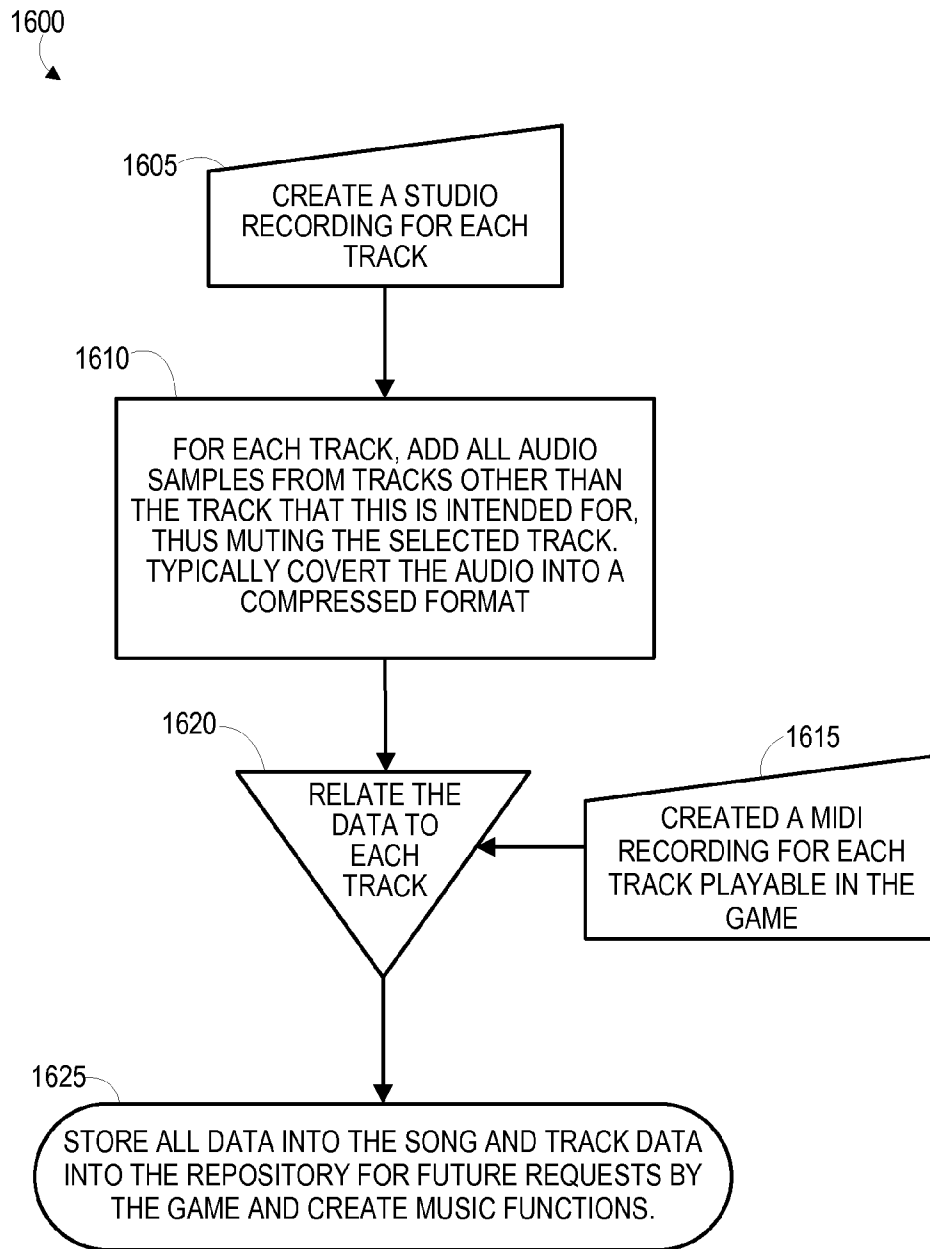 1600
1605
CREATE A STUDIO
RECORDING FOR EACH
TRACK
1610
FOR EACH TRACK, ADD ALL AUDIO
SAMPLES FROM TRACKS OTHER THAN
THE TRACK THAT THIS IS INTENDED FOR,
THUS MUTING THE SELECTED TRACK.
TYPICALLY COVERT THE AUDIO INTO A
COMPRESSED FORMAT
1620
RELATE THE
DATA TO
EACH
TRACK
1615
CREATED A MIDI
RECORDING FOR EACH
TRACK PLAYABLE IN THE
GAME
1625
STORE ALL DATA INTO THE SONG AND TRACK DATA
INTO THE REPOSITORY FOR FUTURE REQUESTS BY
THE GAME AND CREATE MUSIC FUNCTIONS.